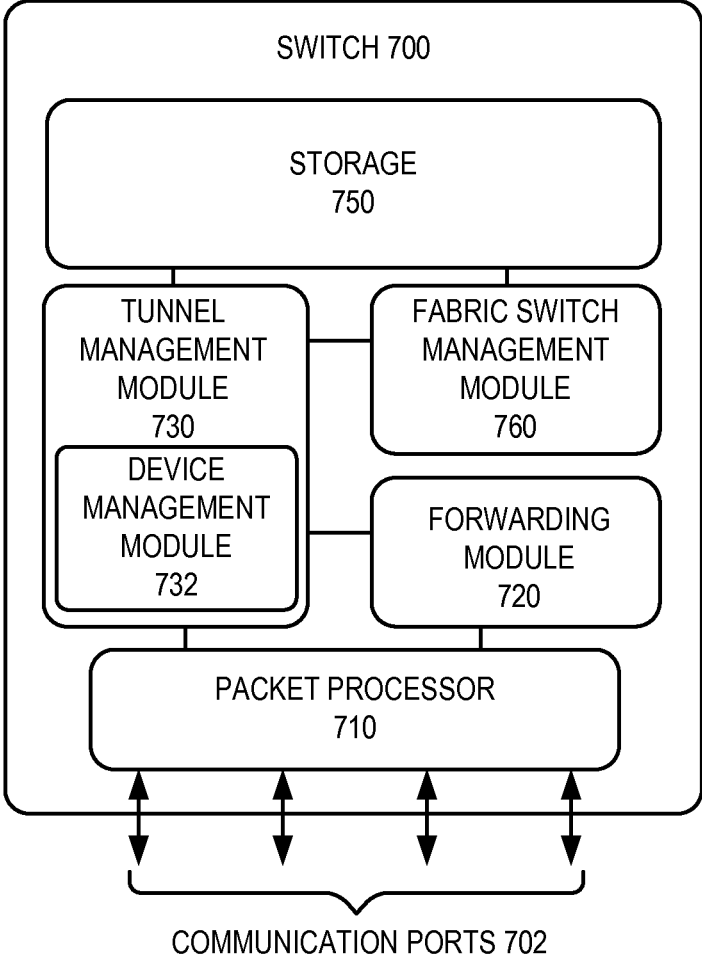 SWITCH 700
STORAGE
750
TUNNEL
MANAGEMENT
MODULE
730
FABRIC SWITCH
MANAGEMENT
MODULE
760
DEVICE
MANAGEMENT
MODULE
732
FORWARDING
MODULE
720
PACKET PROCESSOR
710
COMMUNICATION PORTS 702